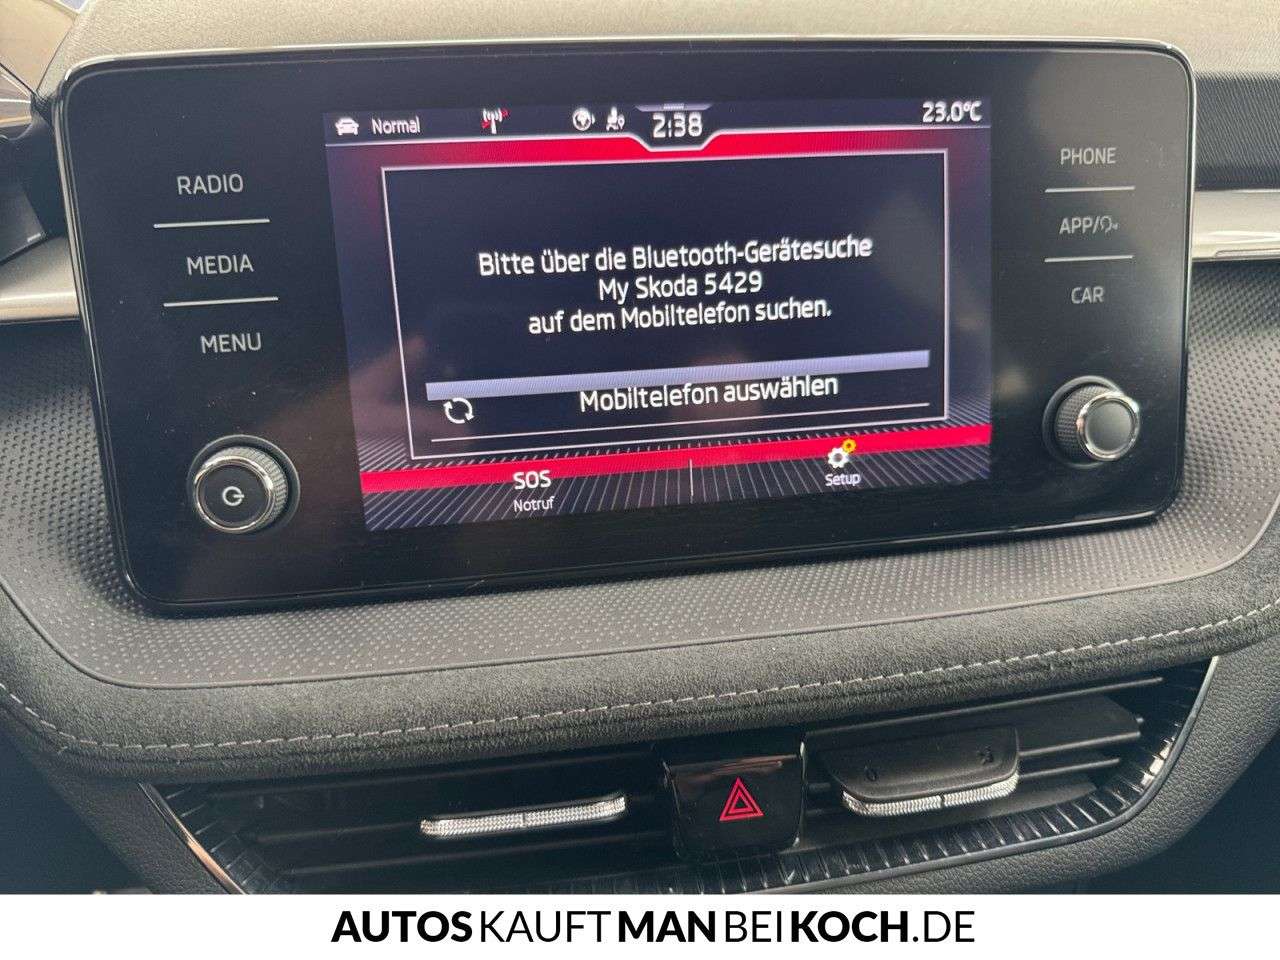 Normal 2:38 23.0°C
RADIO
MEDIA
MENU
Bitte über die Bluetooth-Gerätesuche
My Skoda 5429
auf dem Mobiltelefon suchen.
Mobiltelefon auswählen
SOS
Notruf
Setup
PHONE
APP/
CAR
0
AUTOSKAUFTMANBEIKOCH.DE